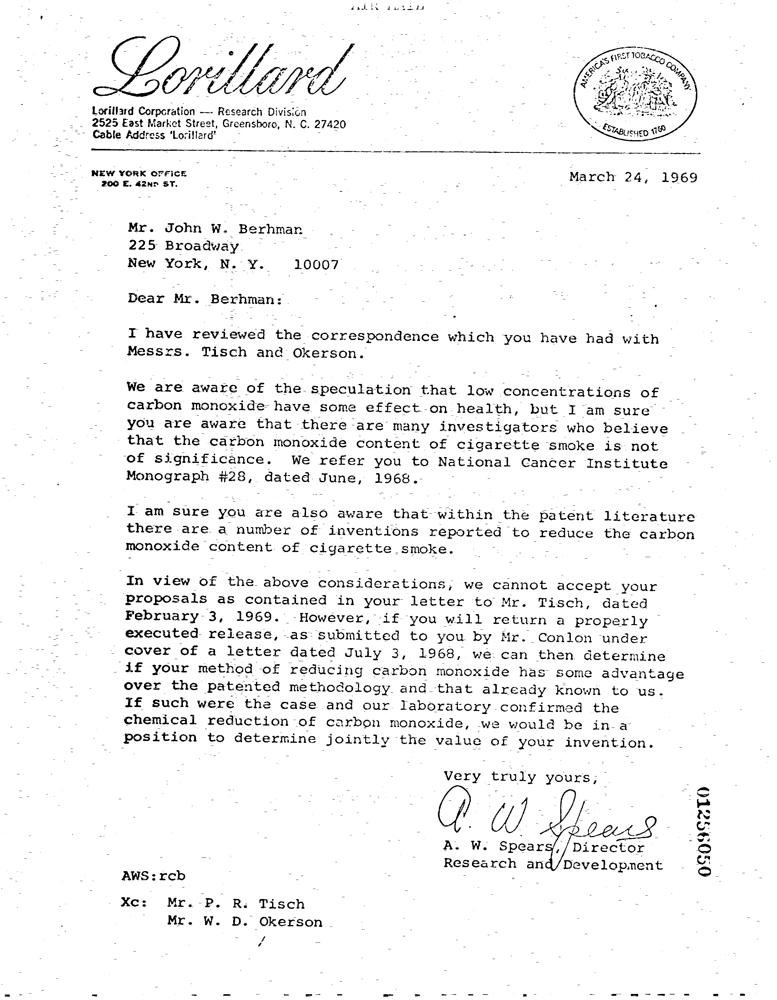 AIR MAIL
Lorillard
AMERICA'S FIRST TOBACCO COMPANY
ESTABLISHED 1760
Lorillard Corporation — Research Division
2525 East Market Street, Greensboro, N. C. 27420
Cable Address 'Lorillard'
NEW YORK OFFICE
200 E. 42ND ST.
March 24, 1969
Mr. John W. Berhman
225 Broadway
New York, N. Y. 10007
Dear Mr. Berhman:
I have reviewed the correspondence which you have had with
Messrs. Tisch and Okerson.
We are aware of the speculation that low concentrations of
carbon monoxide have some effect on health, but I am sure
you are aware that there are many investigators who believe
that the carbon monoxide content of cigarette smoke is not
of significance. We refer you to National Cancer Institute
Monograph #28, dated June, 1968.
I am sure you are also aware that within the patent literature
there are a number of inventions reported to reduce the carbon
monoxide content of cigarette smoke.
In view of the above considerations, we cannot accept your
proposals as contained in your letter to Mr. Tisch, dated
February 3, 1969. However, if you will return a properly
executed release, as submitted to you by Mr. Conlon under
cover of a letter dated July 3, 1968, we can then determine
if your method of reducing carbon monoxide has some advantage
over the patented methodology and that already known to us.
If such were the case and our laboratory confirmed the
chemical reduction of carbon monoxide, we would be in a
position to determine jointly the value of your invention.
Very truly yours,
A. W. Spears
A. W. Spears, Director
Research and Development
AWS:rcb
Xc: Mr. P. R. Tisch
Mr. W. D. Okerson
01256050